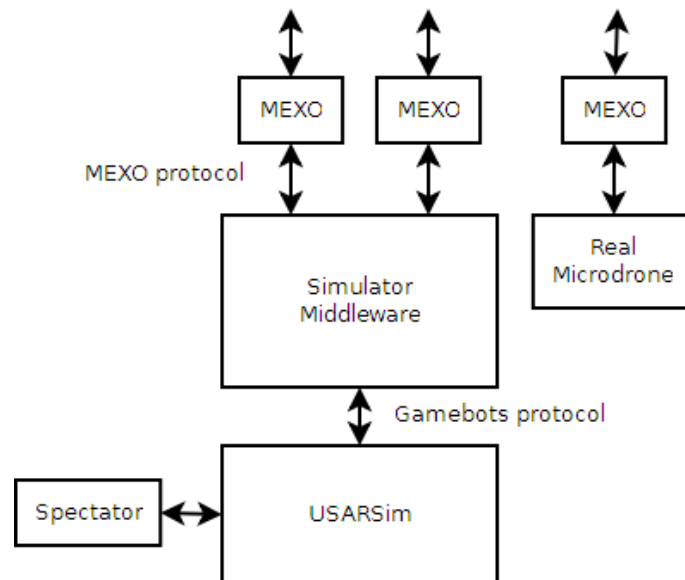 MEXO
MEXO
MEXO
MEXO protocol
Simulator
Middleware
Real
Microdrone
Gamebots protocol
Spectator
USARSim